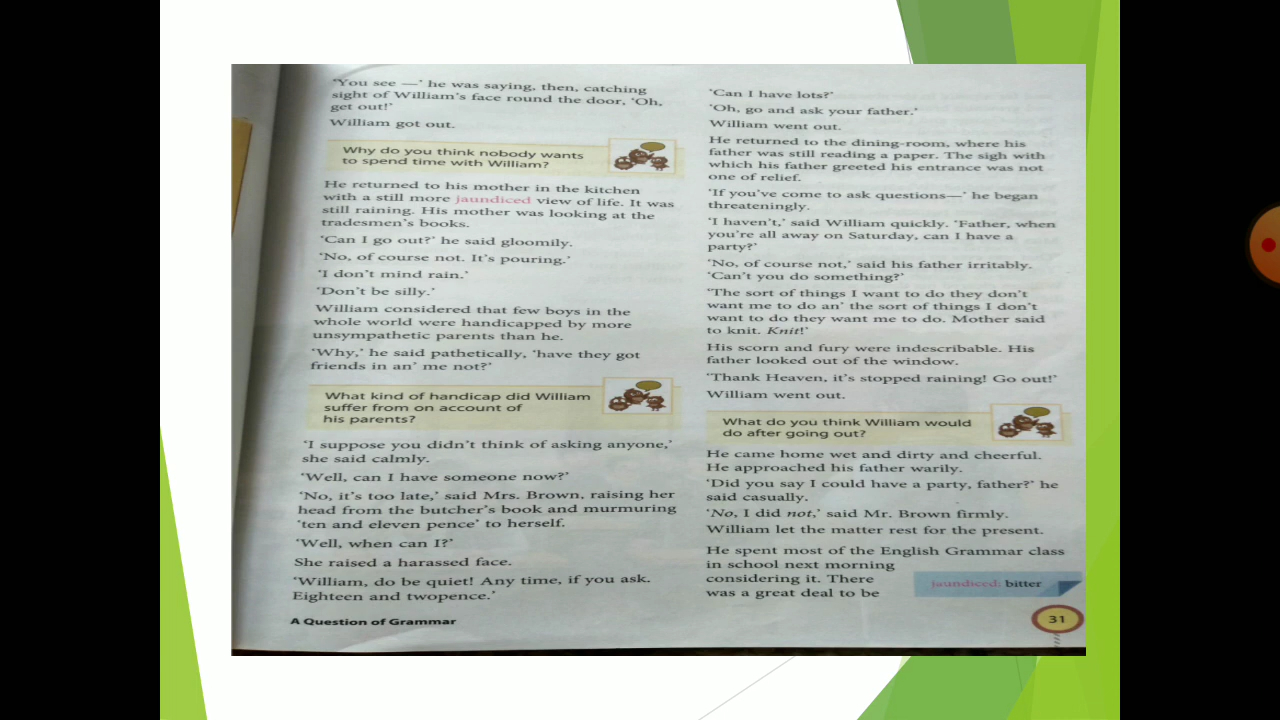 ‘You see —’ he was saying, then, catching
sight of William’s face round the door, ‘Oh,
get out!’
William got out.
Why do you think nobody wants
to spend time with William?
He returned to his mother in the kitchen
with a still more jaundiced view of life. It was
still raining. His mother was looking at the
tradesmen’s books.
‘Can I go out?’ he said gloomily.
‘No, of course not. It’s pouring.’
‘I don’t mind rain.’
‘Don’t be silly.’
William considered that few boys in the
whole world were handicapped by more
unsympathetic parents than he.
‘Why,’ he said pathetically, ‘have they got
friends in an’ me not?’
What kind of handicap did William
suffer from on account of
his parents?
‘I suppose you didn’t think of asking anyone,’
she said calmly.
‘Well, can I have someone now?’
‘No, it’s too late,’ said Mrs. Brown, raising her
head from the butcher’s book and murmuring
‘ten and eleven pence’ to herself.
‘Well, when can I?’
She raised a harassed face.
‘William, do be quiet! Any time, if you ask.
Eighteen and twopence.’
A Question of Grammar
‘Can I have lots?’
‘Oh, go and ask your father.’
William went out.
He returned to the dining-room, where his
father was still reading a paper. The sigh with
which his father greeted his entrance was not
one of relief.
‘If you’ve come to ask questions—’ he began
threateningly.
‘I haven’t,’ said William quickly. ‘Father, when
you’re all away on Saturday, can I have a
party?’
‘No, of course not,’ said his father irritably.
‘Can’t you do something?’
‘The sort of things I want to do they don’t
want me to do an’ the sort of things I don’t
want to do they want me to do. Mother said
to knit. Knit!’
His scorn and fury were indescribable. His
father looked out of the window.
‘Thank Heaven, it’s stopped raining! Go out!’
William went out.
What do you think William would
do after going out?
He came home wet and dirty and cheerful.
He approached his father warily.
‘Did you say I could have a party, father?’ he
said casually.
‘No, I did not,’ said Mr. Brown firmly.
William let the matter rest for the present.
He spent most of the English Grammar class
in school next morning
considering it. There
was a great deal to be
jaundiced: bitter
31